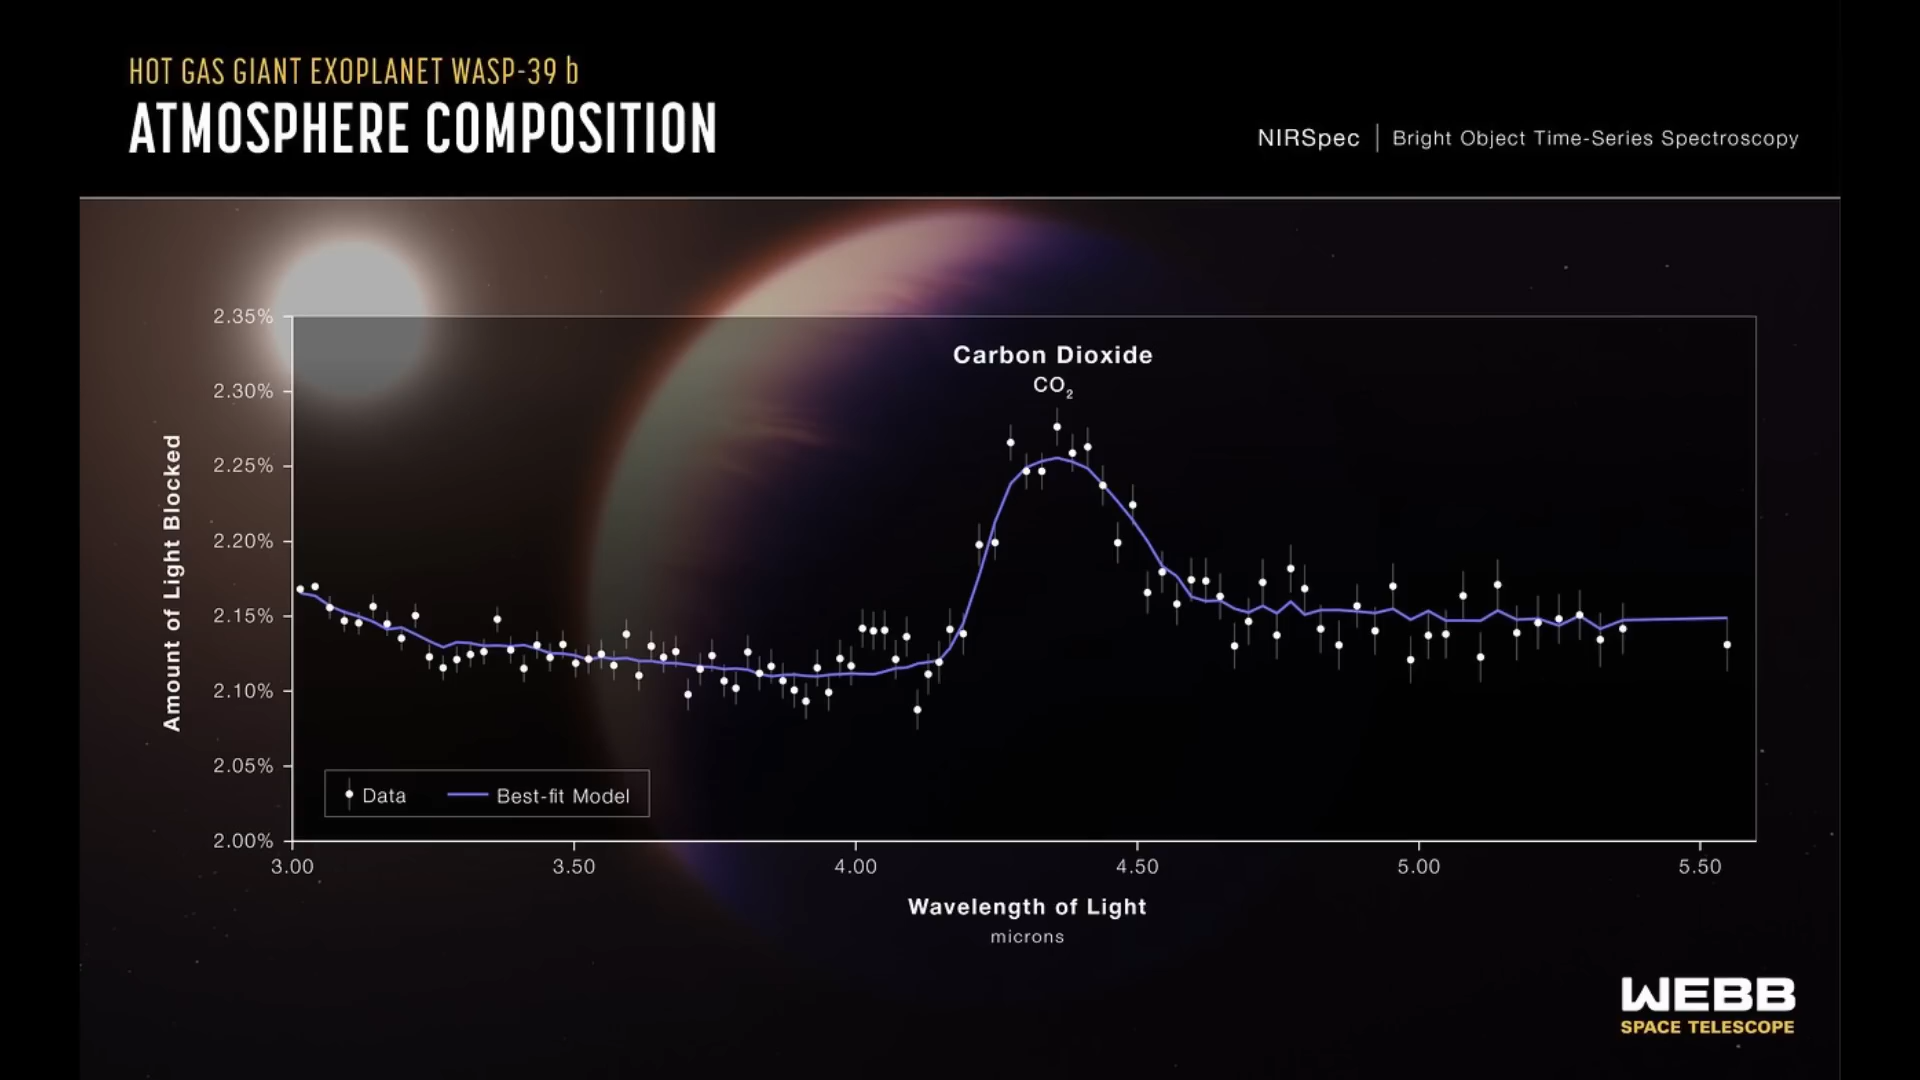 HOT GAS GIANT EXOPLANET WASP-39 b
ATMOSPHERE COMPOSITION
NIRSpec | Bright Object Time-Series Spectroscopy
2.35%
2.30%
2.25%
2.20%
2.15%
2.10%
2.05%
2.00%
Amount of Light Blocked
Carbon Dioxide
CO₂
Data
Best-fit Model
3.00 3.50 4.00 4.50 5.00 5.50
Wavelength of Light
microns
WEBB
SPACE TELESCOPE